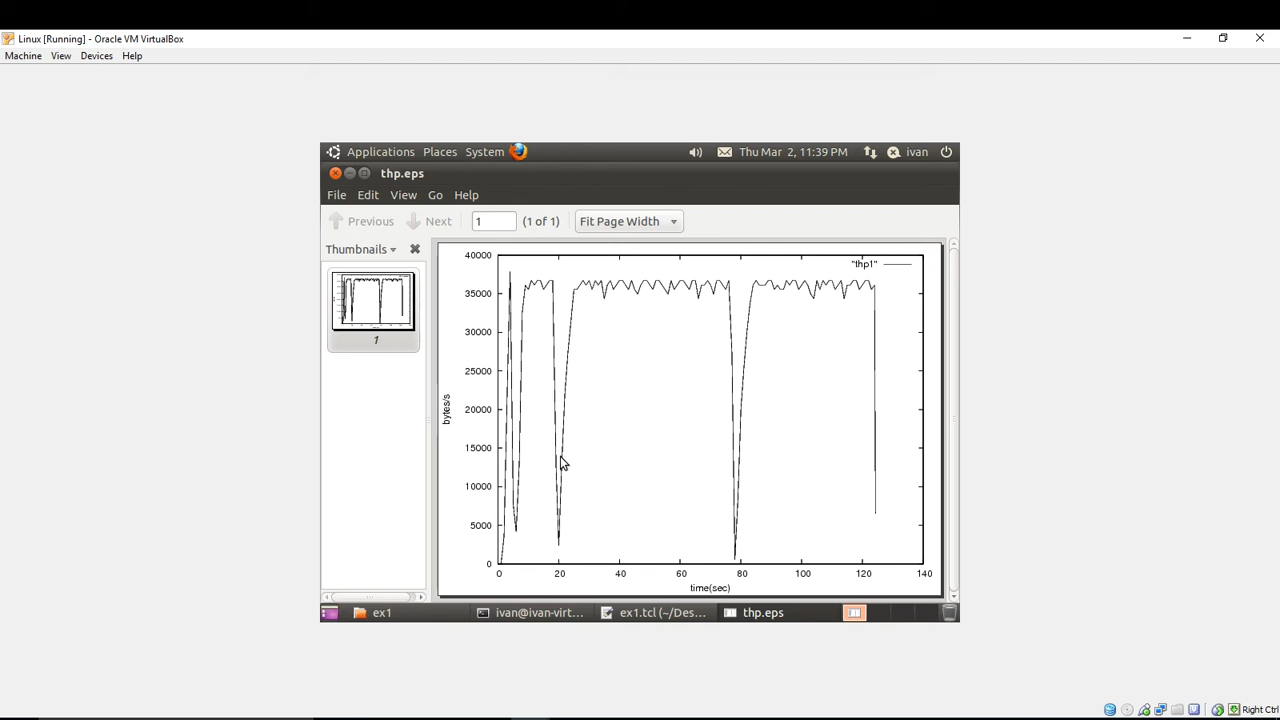 Linux [Running] - Oracle VM VirtualBox
Machine View Devices Help
Applications Places System Thu Mar 2, 11:39 PM ivan
thp.eps
File Edit View Go Help
Previous Next 1 (1 of 1) Fit Page Width
Thumbnails
1
"thp1"
40000
35000
30000
25000
20000
15000
10000
5000
0
bytes/s
0 20 40 60 80 100 120 140
time(sec)
ex1 ivan@ivan-virt... ex1.tcl (~/Des... thp.eps
Right Ctrl